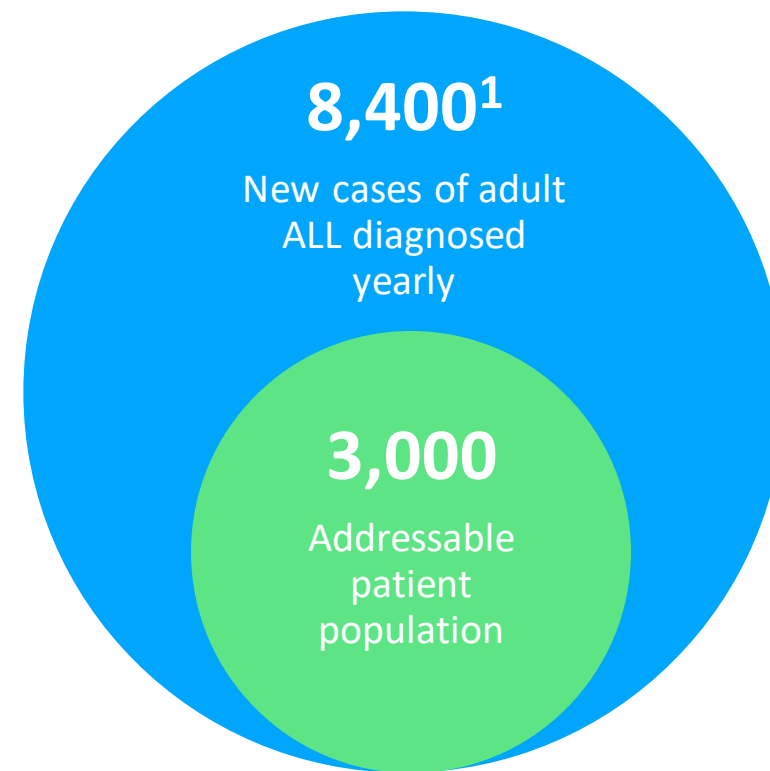 8,400¹
New cases of adult
ALL diagnosed
yearly
3,000
Addressable
patient
population